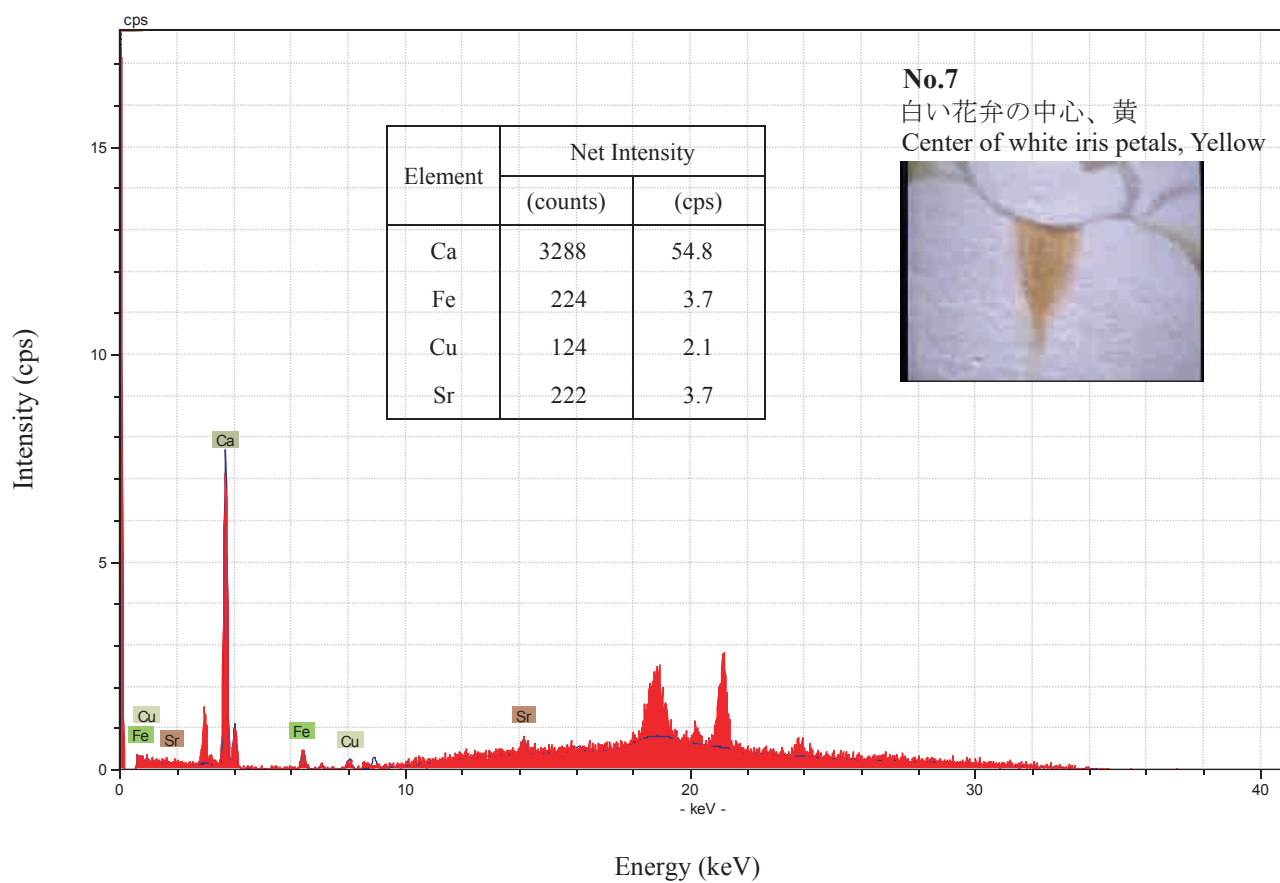 cps
No.7
白い花弁の中心、黄
Center of white iris petals, Yellow
Element Net Intensity
(counts) (cps)
Ca 3288 54.8
Fe 224 3.7
Cu 124 2.1
Sr 222 3.7
15
10
5
0
Intensity (cps)
Ca
Cu
Fe
Sr
Fe
Cu
Sr
0 10 20 30 40
- keV -
Energy (keV)